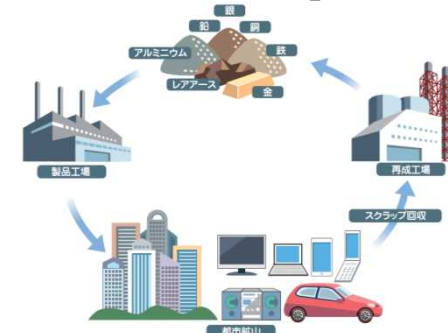 銀
鉛
銅
アルミニウム
鉄
レアアース
金
製品工場
再成工場
スクラップ回収
都市鉱山